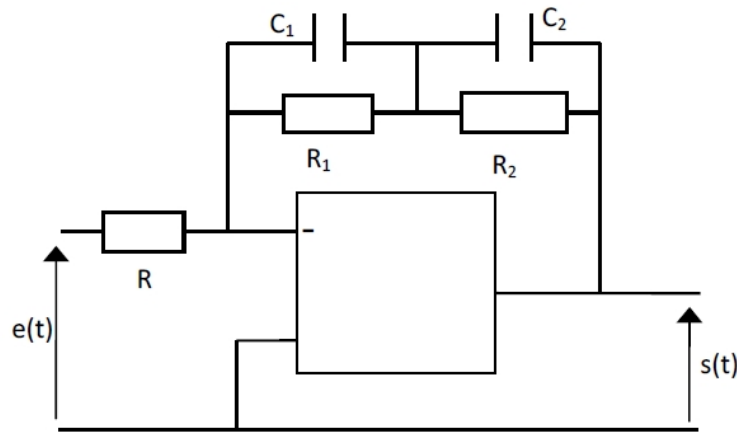 C₁
C₂
R₁
R₂
-
R
e(t)
s(t)